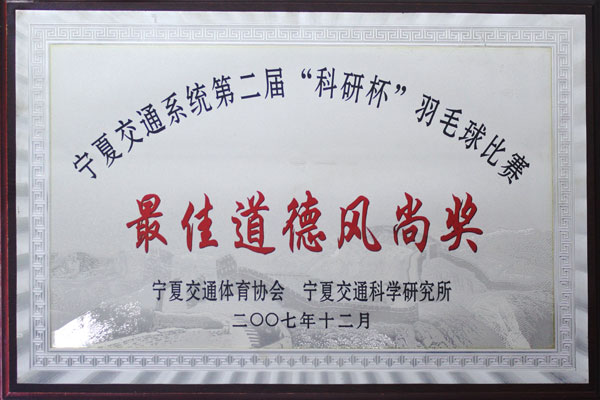 宁夏交通系统第二届“科研杯”羽毛球比赛
最佳道德风尚奖
宁夏交通体育协会 宁夏交通科学研究所
二〇〇七年十二月